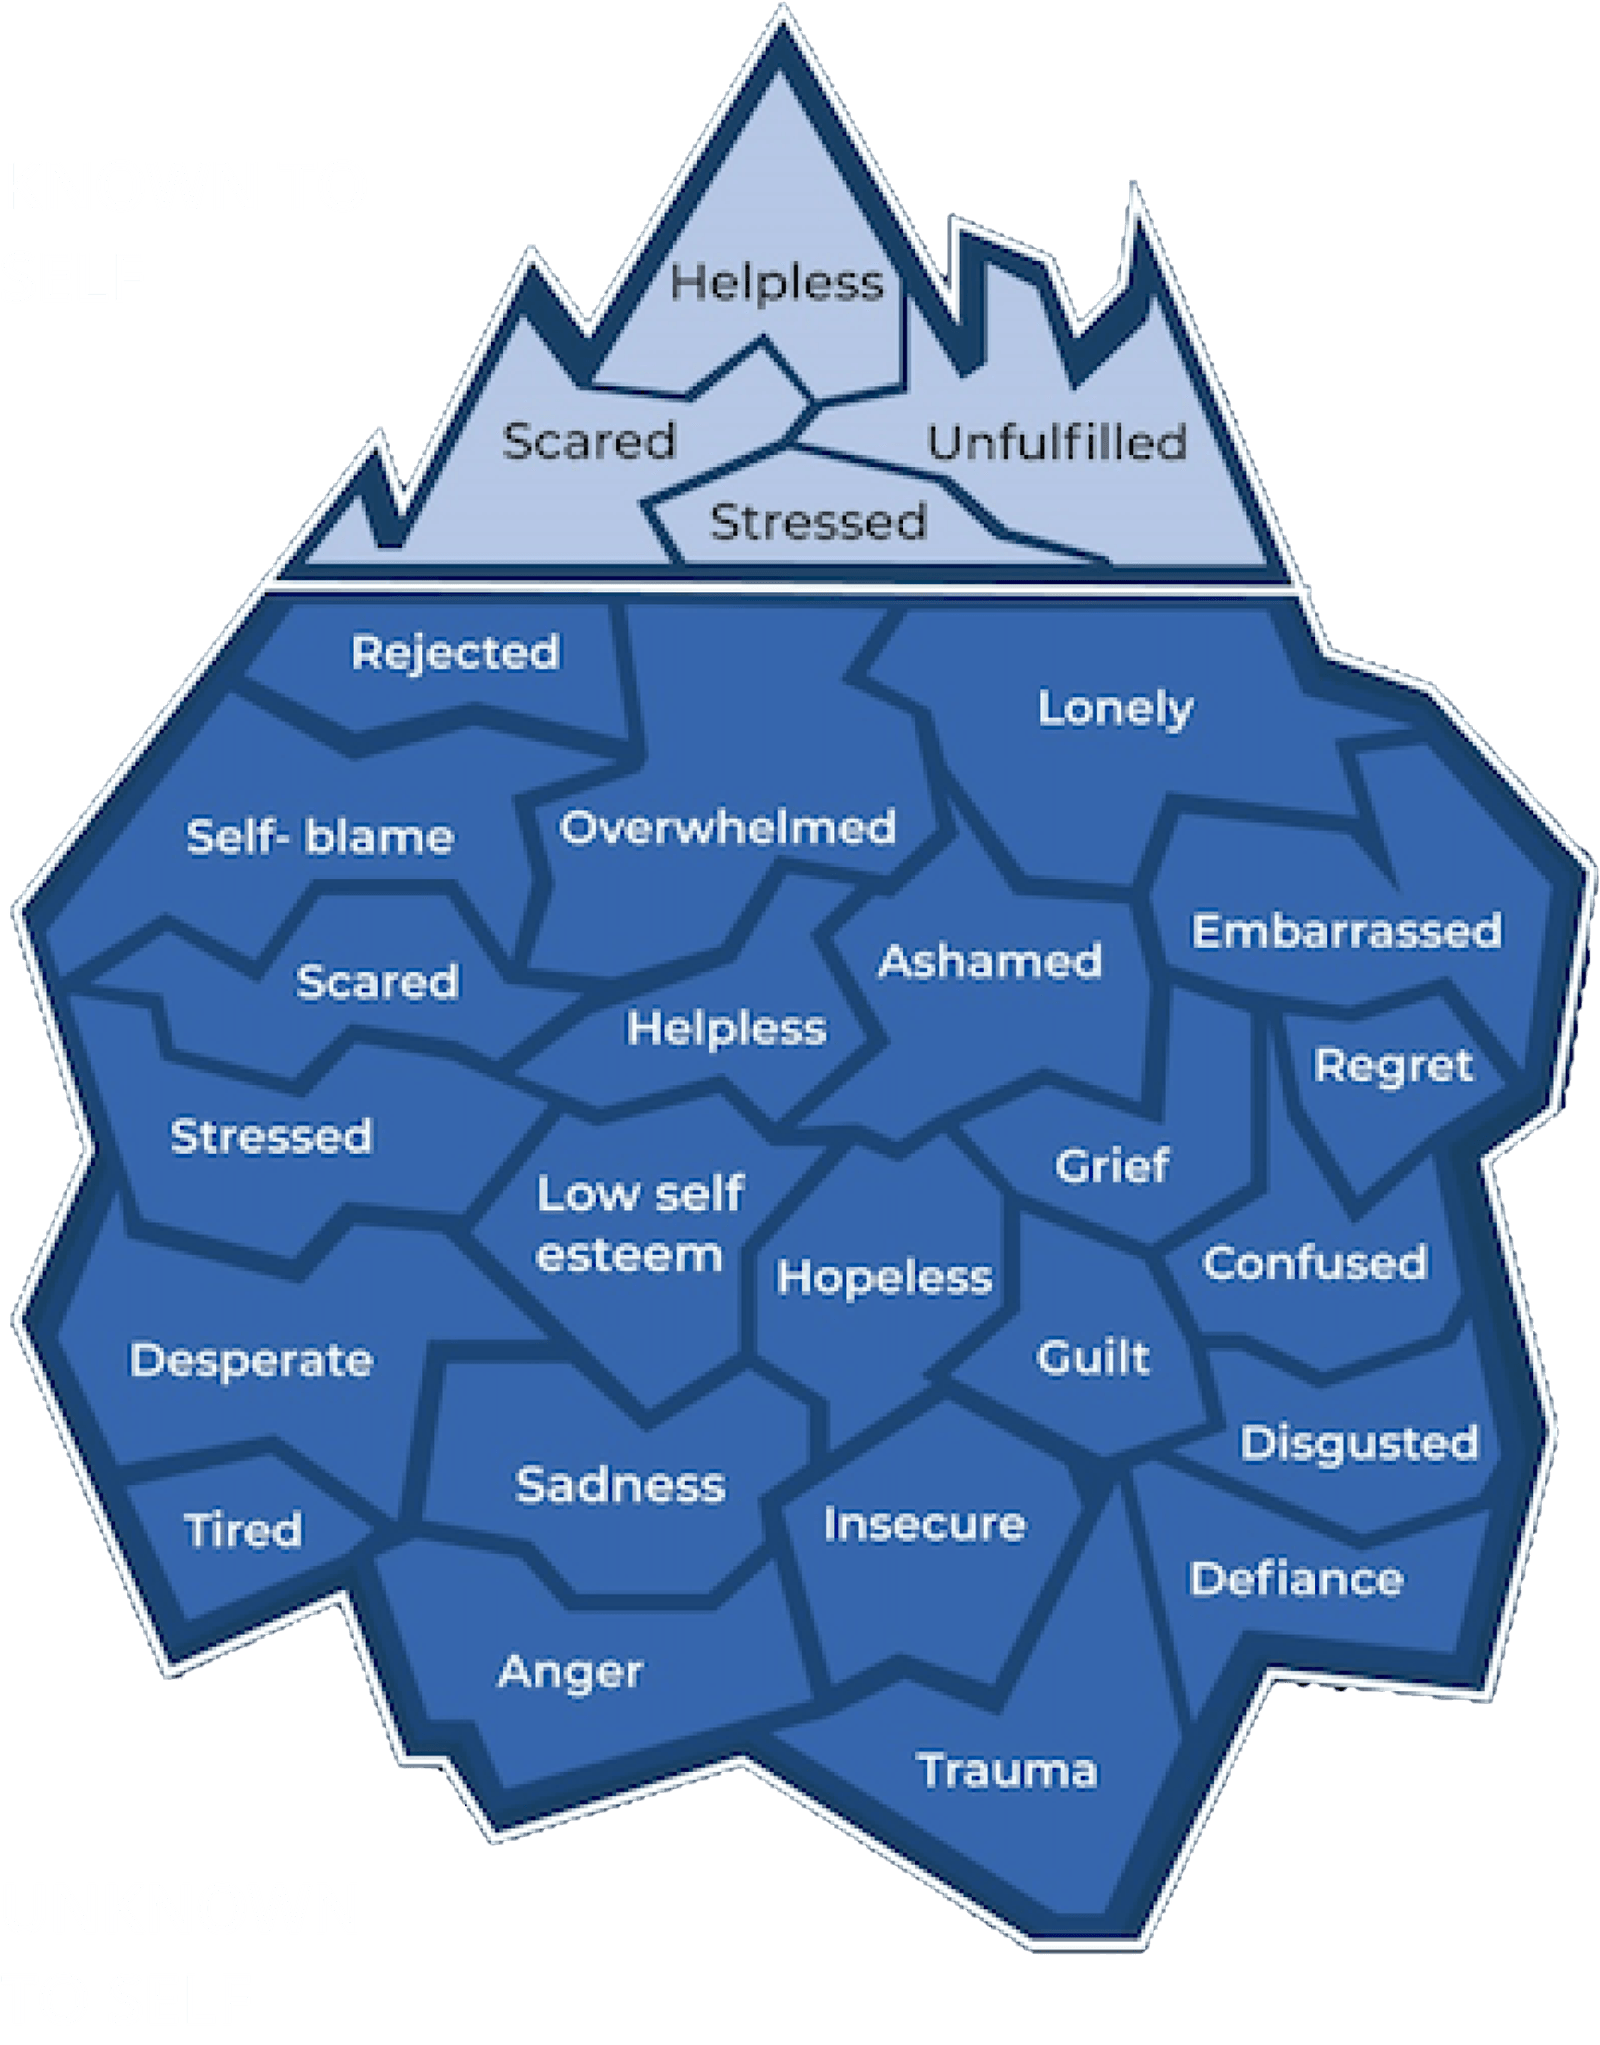 Helpless
Scared
Unfulfilled
Stressed
Rejected
Lonely
Self- blame
Overwhelmed
Embarrassed
Ashamed
Scared
Helpless
Regret
Stressed
Grief
Low self
esteem
Hopeless
Confused
Desperate
Guilt
Disgusted
Sadness
Tired
Insecure
Defiance
Anger
Trauma